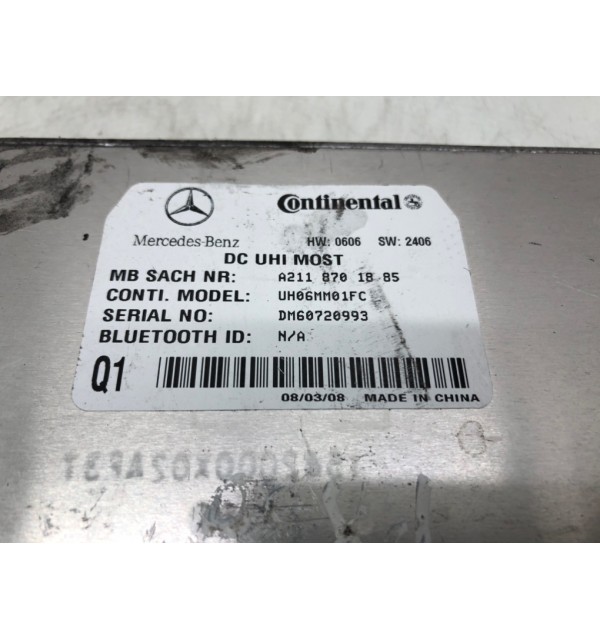 Mercedes-Benz
Continental
HW: 0606 SW: 2406
DC UHI MOST
MB SACH NR: A211 870 18 85
CONTI. MODEL: UH06MM01FC
SERIAL NO: DM60720993
BLUETOOTH ID: N/A
Q1
08/03/08 MADE IN CHINA